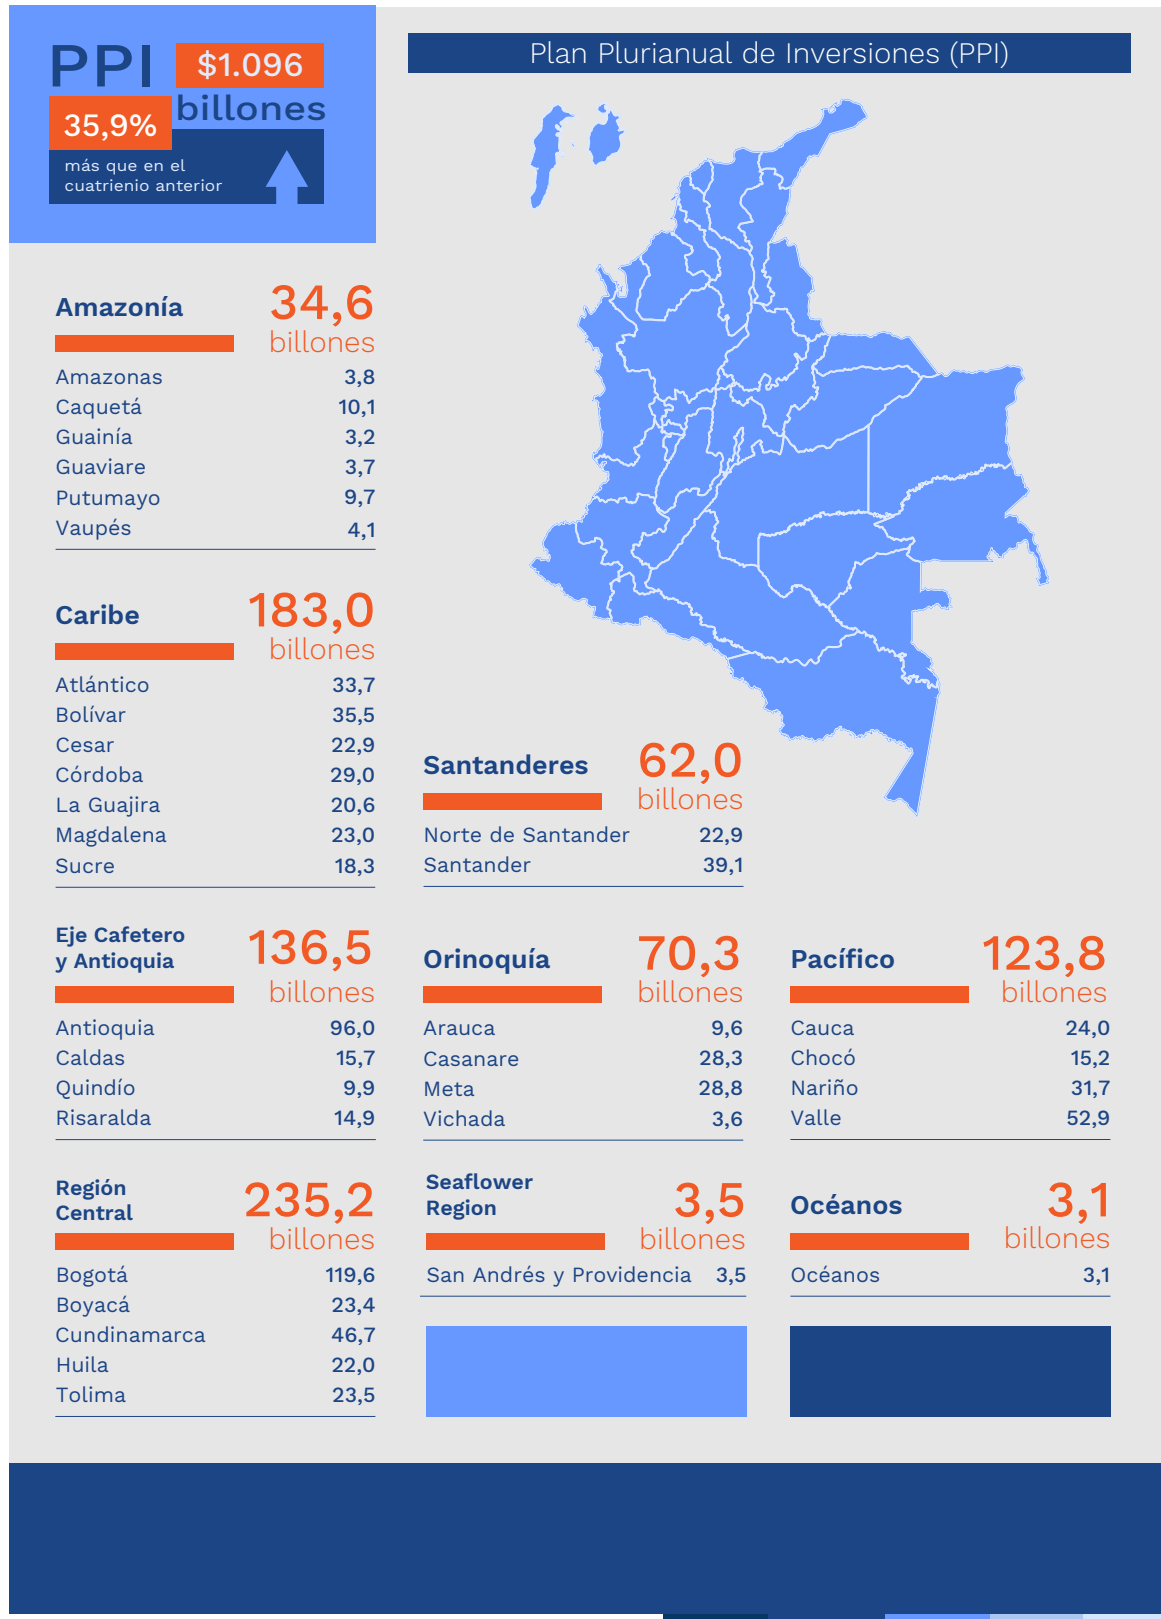 PPI
$1.096
billones
35,9%
más que en el
cuatrienio anterior
Plan Plurianual de Inversiones (PPI)
Amazonía
34,6
billones
Amazonas 3,8
Caquetá 10,1
Guainía 3,2
Guaviare 3,7
Putumayo 9,7
Vaupés 4,1
Caribe
183,0
billones
Atlántico 33,7
Bolívar 35,5
Cesar 22,9
Córdoba 29,0
La Guajira 20,6
Magdalena 23,0
Sucre 18,3
Santanderes
62,0
billones
Norte de Santander 22,9
Santander 39,1
Eje Cafetero
y Antioquia
136,5
billones
Antioquia 96,0
Caldas 15,7
Quindío 9,9
Risaralda 14,9
Orinoquía
70,3
billones
Arauca 9,6
Casanare 28,3
Meta 28,8
Vichada 3,6
Pacífico
123,8
billones
Cauca 24,0
Chocó 15,2
Nariño 31,7
Valle 52,9
Región
Central
235,2
billones
Bogotá 119,6
Boyacá 23,4
Cundinamarca 46,7
Huila 22,0
Tolima 23,5
Seaflower
Region
3,5
billones
San Andrés y Providencia 3,5
Océanos
3,1
billones
Océanos 3,1